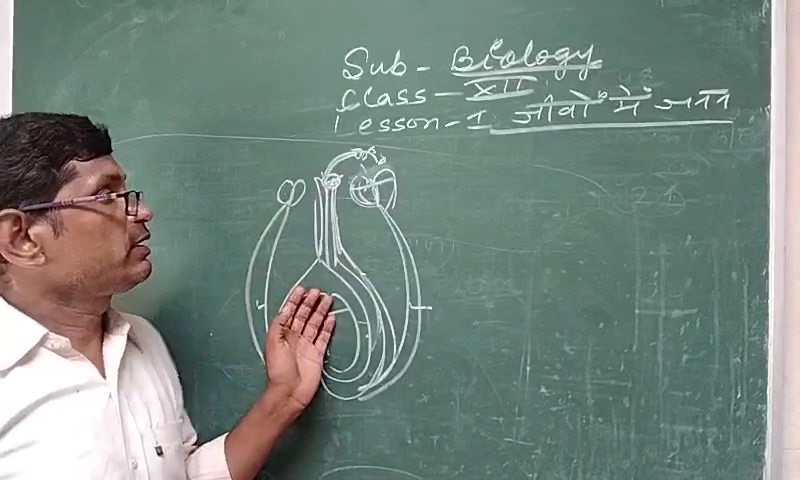 Sub - Biology
Class - XII
Lesson - 1 जीवों में जनन